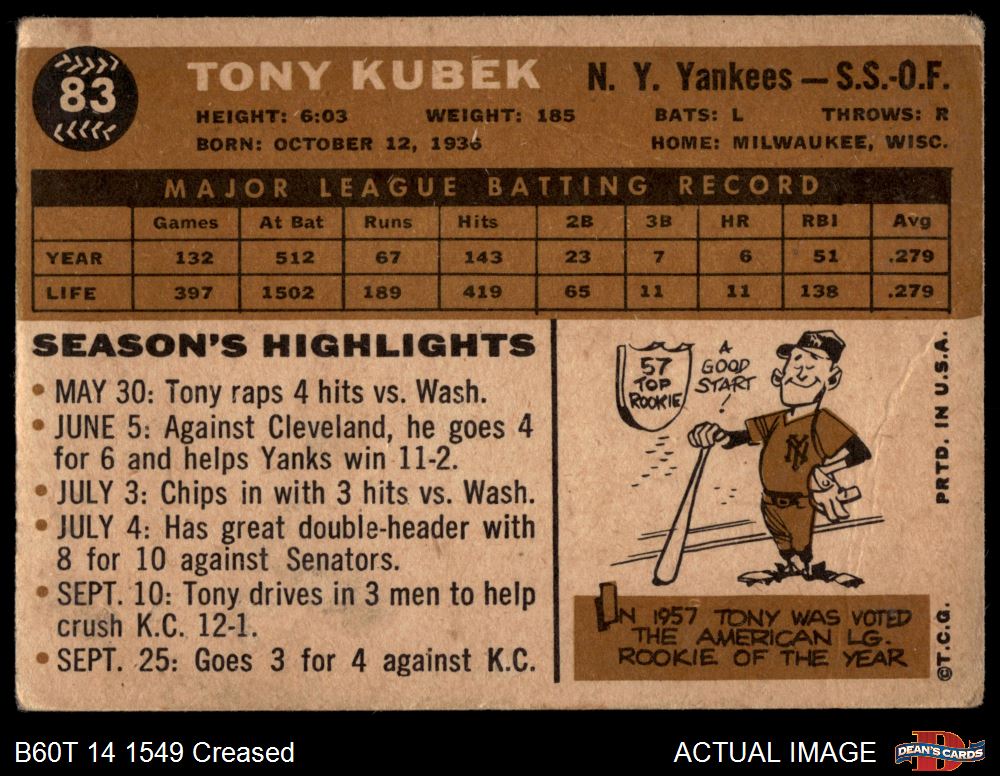 83
TONY KUBEK N. Y. Yankees — S.S.-O.F.
HEIGHT: 6:03 WEIGHT: 185 BATS: L THROWS: R
BORN: OCTOBER 12, 1936 HOME: MILWAUKEE, WISC.
MAJOR LEAGUE BATTING RECORD
Games At Bat Runs Hits 2B 3B HR RBI Avg
YEAR 132 512 67 143 23 7 6 51 .279
LIFE 397 1502 189 419 65 11 11 138 .279
SEASON'S HIGHLIGHTS
• MAY 30: Tony raps 4 hits vs. Wash.
• JUNE 5: Against Cleveland, he goes 4
for 6 and helps Yanks win 11-2.
• JULY 3: Chips in with 3 hits vs. Wash.
• JULY 4: Has great double-header with
8 for 10 against Senators.
• SEPT. 10: Tony drives in 3 men to help
crush K.C. 12-1.
• SEPT. 25: Goes 3 for 4 against K.C.
57
TOP
ROOKIE
A
GOOD
START
!
NY
IN 1957 TONY WAS VOTED
THE AMERICAN LG.
ROOKIE OF THE YEAR
©T.C.G. PRTD. IN U.S.A.
B60T 14 1549 Creased ACTUAL IMAGE
DEAN'S CARDS